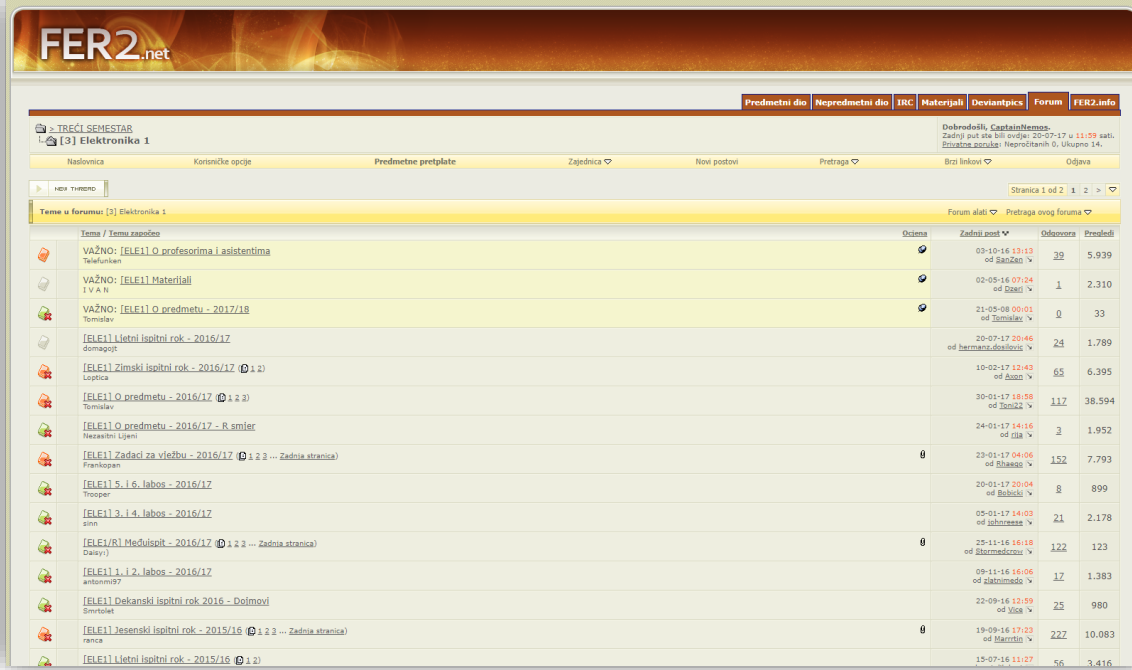 FER2.net
Predmetni dio Nepredmetni dio IRC Materijali Deviantpics Forum FER2.info
> TREĆI SEMESTAR
[3] Elektronika 1
Dobrodošli, CaptainNemos.
Zadnji put ste bili ovdje: 20-07-17 u 11:59 sati.
Privatne poruke: Nepročitanih 0, Ukupno 14.
Naslovnica Korisničke opcije Predmetne pretplate Zajednica Novi postovi Pretraga Brzi linkovi Odjava
NEW THREAD
Stranica 1 od 2 1 2 >
Teme u forumu: [3] Elektronika 1 Forum alati Pretraga ovog foruma
Tema / Temu započeo Ocjena Zadnji post Odgovora Pregledi
VAŽNO: [ELE1] O profesorima i asistentima 03-10-16 13:13 39 5.939
Telefunken od SanZen
VAŽNO: [ELE1] Materijali 02-05-16 07:24 1 2.310
I V A N od Dzeri
VAŽNO: [ELE1] O predmetu - 2017/18 21-05-08 00:01 0 33
Tomislav od Tomislav
[ELE1] Ljetni ispitni rok - 2016/17 20-07-17 20:46 24 1.789
domagojt od hermanz.dosilovic
[ELE1] Zimski ispitni rok - 2016/17 (1 2) 10-02-17 12:43 65 6.395
Loptica od Axon
[ELE1] O predmetu - 2016/17 (1 2 3) 30-01-17 18:58 117 38.594
Tomislav od Toni22
[ELE1] O predmetu - 2016/17 - R smjer 24-01-17 14:16 3 1.952
Nezasitni Lijeni od rija
[ELE1] Zadaci za vježbu - 2016/17 (1 2 3 ... Zadnja stranica) 23-01-17 04:06 152 7.793
Frankopan od Rhaego
[ELE1] 5. i 6. labos - 2016/17 20-01-17 20:04 8 899
Trooper od Bobicki
[ELE1] 3. i 4. labos - 2016/17 05-01-17 14:03 21 2.178
sinn od johnreese
[ELE1/R] Međuispit - 2016/17 (1 2 3 ... Zadnja stranica) 25-11-16 16:18 122 123
Daisy:) od Stormedcrow
[ELE1] 1. i 2. labos - 2016/17 09-11-16 16:06 17 1.383
antonmi97 od zlatnimedo
[ELE1] Dekanski ispitni rok 2016 - Dojmovi 22-09-16 12:59 25 980
Smrtolet od Vice
[ELE1] Jesenski ispitni rok - 2015/16 (1 2 3 ... Zadnja stranica) 19-09-16 17:23 227 10.083
ranca od Marrrtin
[ELE1] Ljetni ispitni rok - 2015/16 (1 2) 15-07-16 11:27 56 3.416